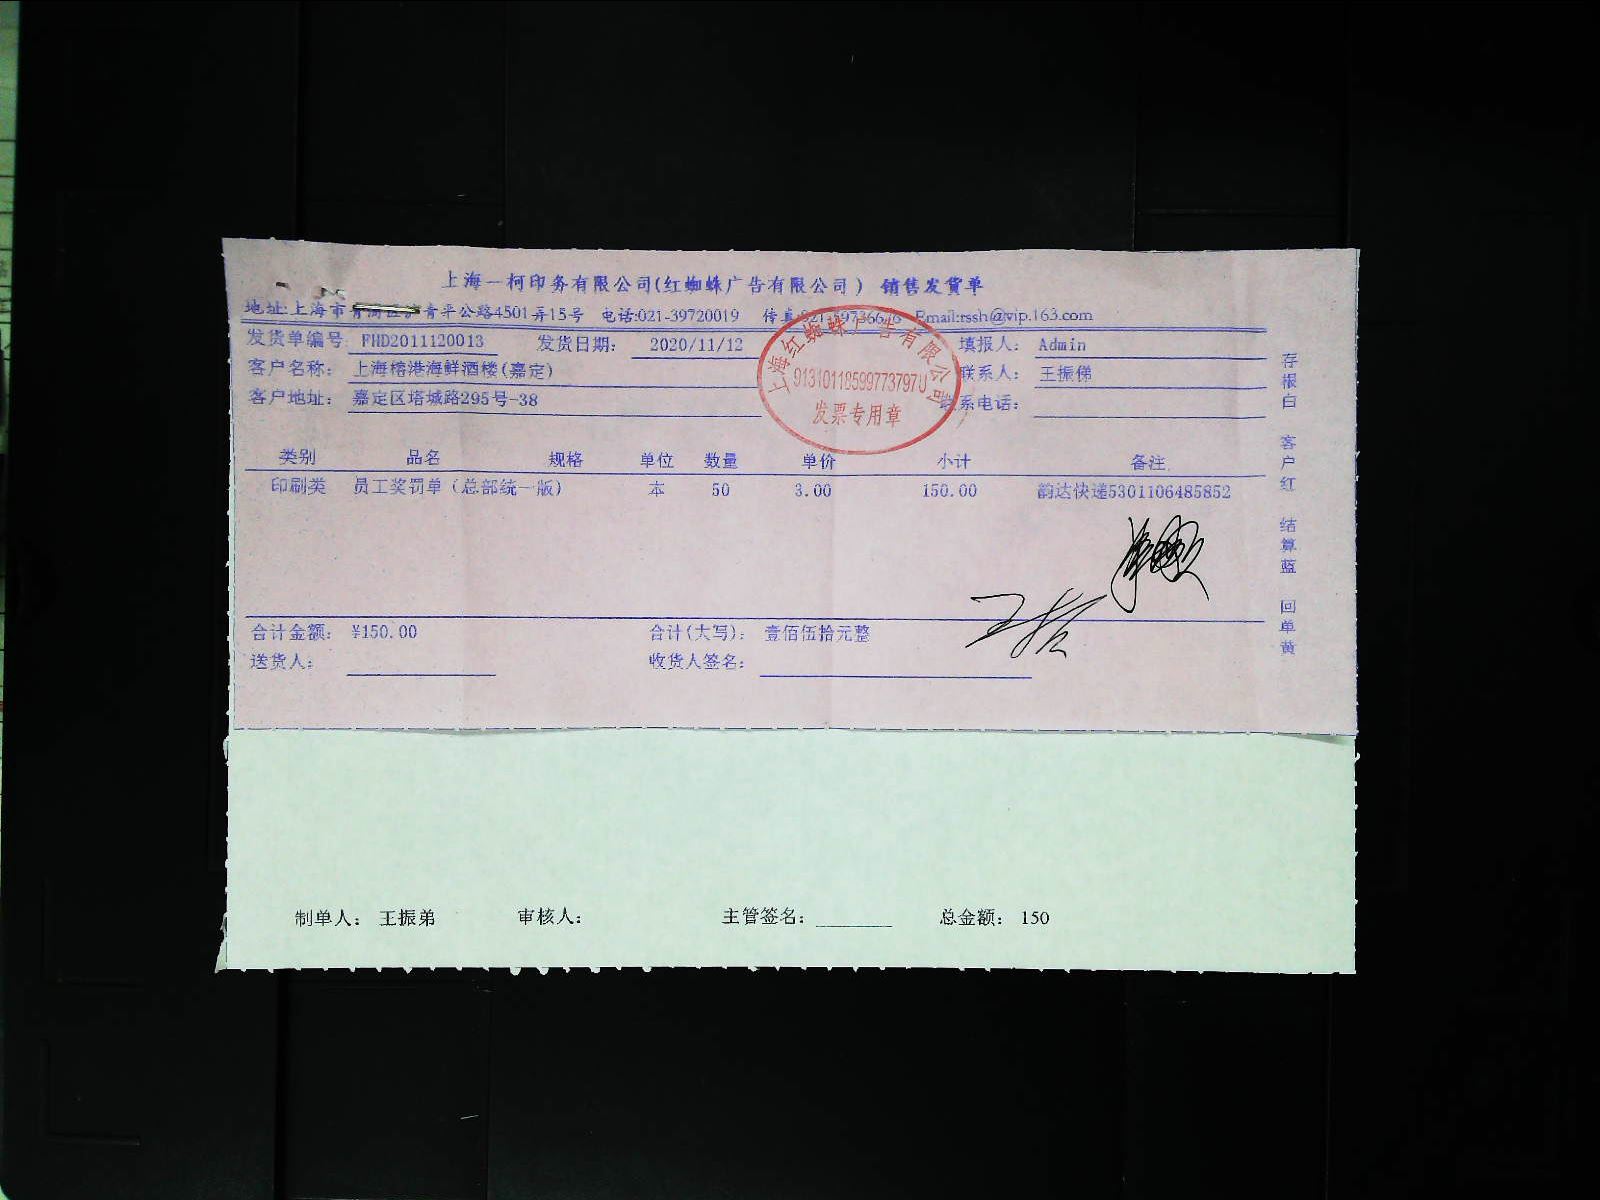 上海一柯印务有限公司(红蜘蛛广告有限公司) 销售发货单
地址:上海市青浦区沪青平公路4501弄15号 电话:021-39720019 传真: Email:rssh@vip.163.com
发货单编号: FHD2011120013 发货日期: 2020/11/12 填报人: Admin
客户名称: 上海榕港海鲜酒楼(嘉定) 联系人: 王振俤
客户地址: 嘉定区塔城路295号-38 联系电话:
上海红蜘蛛广告有限公司
91310118599773797U
发票专用章
类别 品名 规格 单位 数量 单价 小计 备注
印刷类 员工奖罚单(总部统一版) 本 50 3.00 150.00 韵达快递5301106485852
合计金额: ¥150.00 合计(大写): 壹佰伍拾元整
送货人: 收货人签名:
存根白 客户红 结算蓝 回单黄
制单人: 王振弟 审核人: 主管签名: 总金额: 150